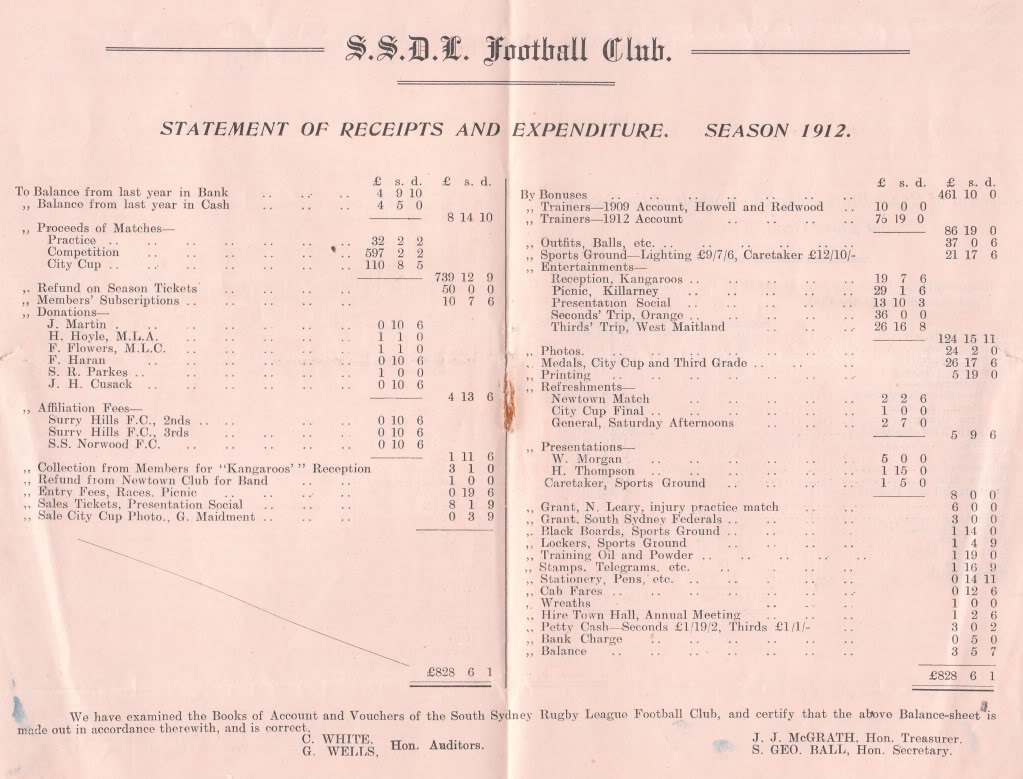 S.S.D.L. Football Club.
STATEMENT OF RECEIPTS AND EXPENDITURE. SEASON 1912.
£ s. d. £ s. d.
To Balance from last year in Bank .. .. .. 4 9 10
„ Balance from last year in Cash .. .. .. 4 5 0
8 14 10
„ Proceeds of Matches—
Practice .. .. .. .. .. .. 32 2 2
Competition .. .. .. .. .. 597 2 2
City Cup .. .. .. .. .. .. 110 8 5
739 12 9
„ Refund on Season Tickets .. .. .. .. 50 0 0
„ Members' Subscriptions .. .. .. .. .. 10 7 6
„ Donations—
J. Martin .. .. .. .. .. 0 10 6
H. Hoyle, M.L.A. .. .. .. .. 1 1 0
F. Flowers, M.L.C. .. .. .. .. 1 1 0
F. Haran .. .. .. .. .. 0 10 6
S. R. Parkes .. .. .. .. .. 1 0 0
J. H. Cusack .. .. .. .. .. 0 10 6
4 13 6
„ Affiliation Fees—
Surry Hills F.C., 2nds .. .. .. .. 0 10 6
Surry Hills F.C., 3rds .. .. .. .. 0 10 6
S.S. Norwood F.C. .. .. .. .. 0 10 6
1 11 6
„ Collection from Members for "Kangaroos'" Reception 3 1 0
„ Refund from Newtown Club for Band .. .. 1 0 0
„ Entry Fees, Races, Picnic .. .. .. .. 0 19 6
„ Sales Tickets, Presentation Social .. .. .. 8 1 9
„ Sale City Cup Photo., G. Maidment .. .. .. 0 3 9
£828 6 1
£ s. d. £ s. d.
By Bonuses .. .. .. .. .. .. 461 10 0
„ Trainers—1909 Account, Howell and Redwood .. 10 0 0
„ Trainers—1912 Account .. .. .. .. 76 19 0
86 19 0
„ Outfits, Balls, etc. .. .. .. .. .. .. 37 0 6
„ Sports Ground—Lighting £9/7/6, Caretaker £12/10/- 21 17 6
„ Entertainments—
Reception, Kangaroos .. .. .. .. 19 7 6
Picnic, Killarney .. .. .. .. 29 1 6
Presentation Social .. .. .. .. 13 10 3
Seconds' Trip, Orange .. .. .. .. 36 0 0
Thirds' Trip, West Maitland .. .. .. 26 16 8
124 15 11
„ Photos. .. .. .. .. .. .. 24 2 0
„ Medals, City Cup and Third Grade .. .. .. 26 17 6
„ Printing .. .. .. .. .. .. 5 19 0
„ Refreshments—
Newtown Match .. .. .. .. 2 2 6
City Cup Final .. .. .. .. .. 1 0 0
General, Saturday Afternoons .. .. .. 2 7 0
5 9 6
„ Presentations—
W. Morgan .. .. .. .. .. 5 0 0
H. Thompson .. .. .. .. .. 1 15 0
Caretaker, Sports Ground .. .. .. 1 5 0
8 0 0
„ Grant, N. Leary, injury practice match .. .. 6 0 0
„ Grant, South Sydney Federals .. .. .. .. 3 0 0
„ Black Boards, Sports Ground .. .. .. .. 1 14 0
„ Lockers, Sports Ground .. .. .. .. 1 4 9
„ Training Oil and Powder .. .. .. .. .. 1 19 0
„ Stamps, Telegrams, etc. .. .. .. .. 1 16 9
„ Stationery, Pens, etc. .. .. .. .. .. 0 14 11
„ Cab Fares .. .. .. .. .. .. 0 12 6
„ Wreaths .. .. 1 0 0
„ Hire Town Hall, Annual Meeting .. .. .. 1 2 6
„ Petty Cash—Seconds £1/19/2, Thirds £1/1/- .. 3 0 2
„ Bank Charge .. .. .. .. .. 0 5 0
„ Balance .. .. .. .. .. .. 3 5 7
£828 6 1
We have examined the Books of Account and Vouchers of the South Sydney Rugby League Football Club, and certify that the above Balance-sheet is
made out in accordance therewith, and is correct.
C. WHITE,
G. WELLS, Hon. Auditors.
J. J. McGRATH, Hon. Treasurer.
S. GEO. BALL, Hon. Secretary.